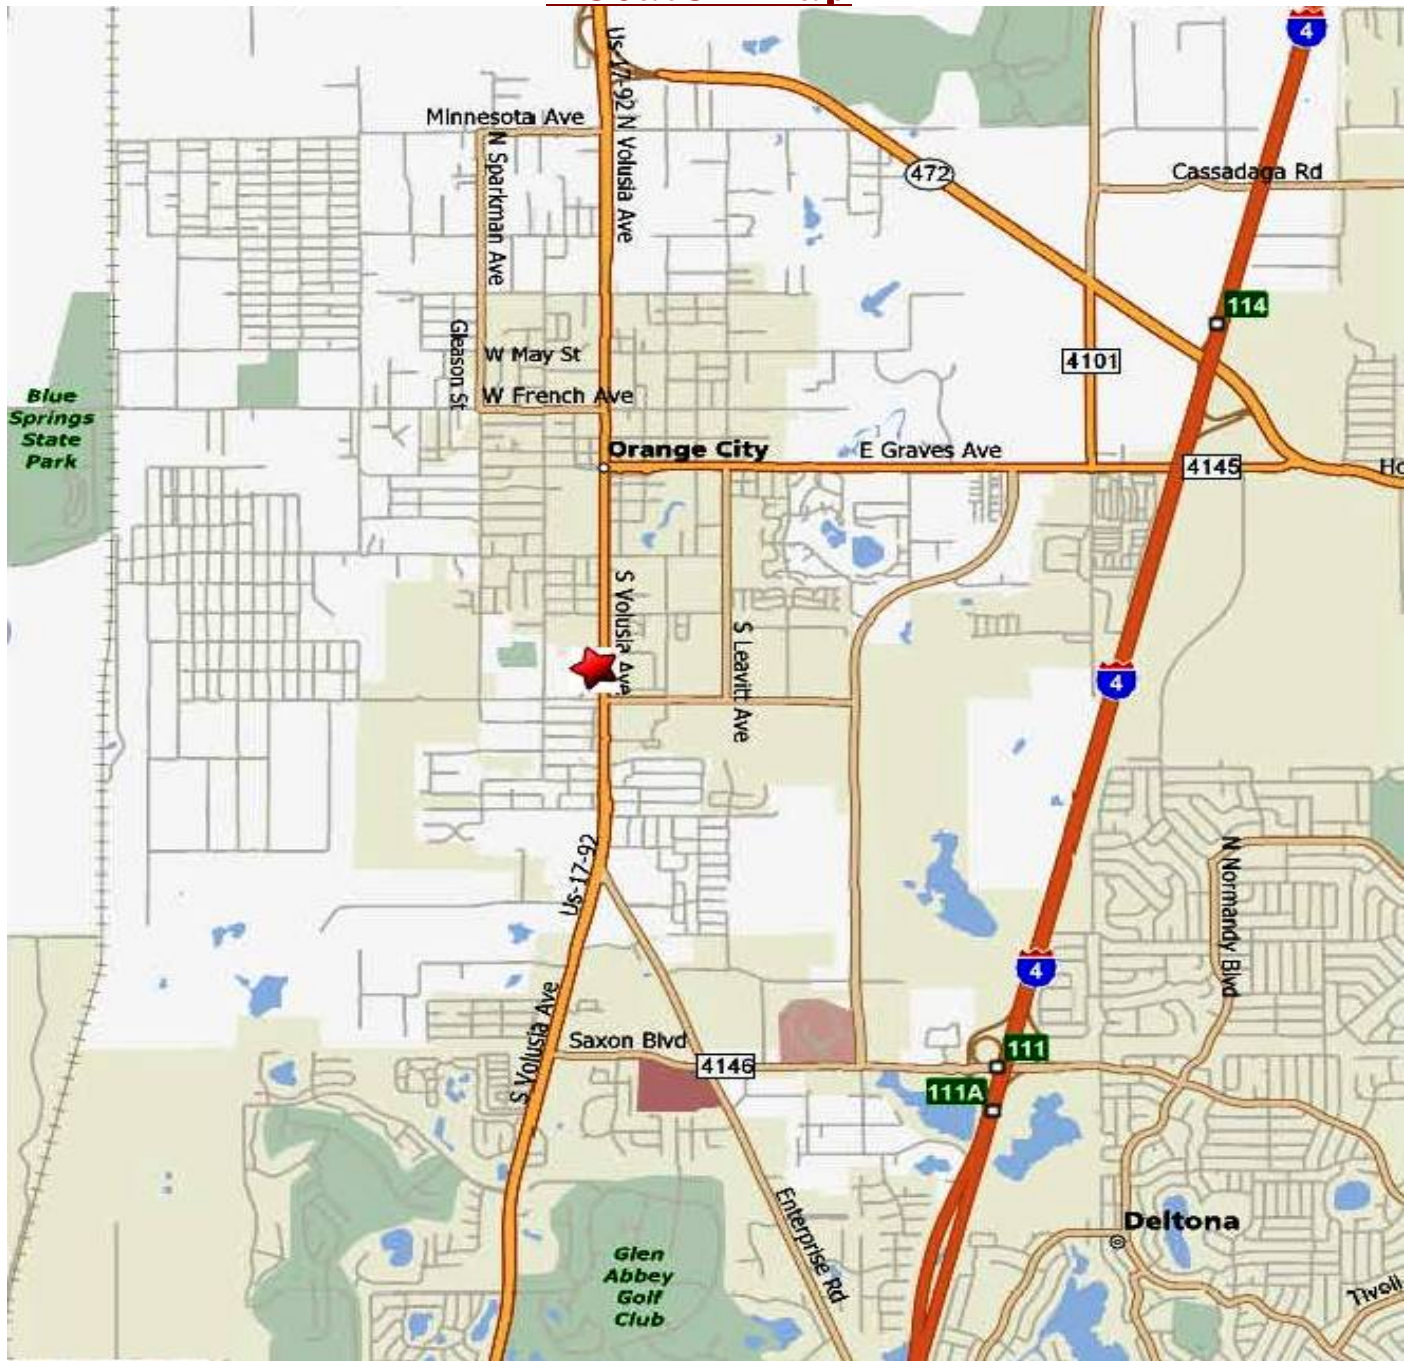 4
Us-17-92 N Volusia Ave
Minnesota Ave
N Sparkman Ave
472
Cassadaga Rd
114
Gleason St
W May St
4101
W French Ave
Blue
Springs
State
Park
Orange City
E Graves Ave
4145
Ho
S Volusia Ave
S Leavitt Ave
4
Us-17-92
N Normandy Blvd
4
S Volusia Ave
Saxon Blvd
4146
111
111A
Enterprise Rd
Deltona
Glen
Abbey
Golf
Club
Tivoli